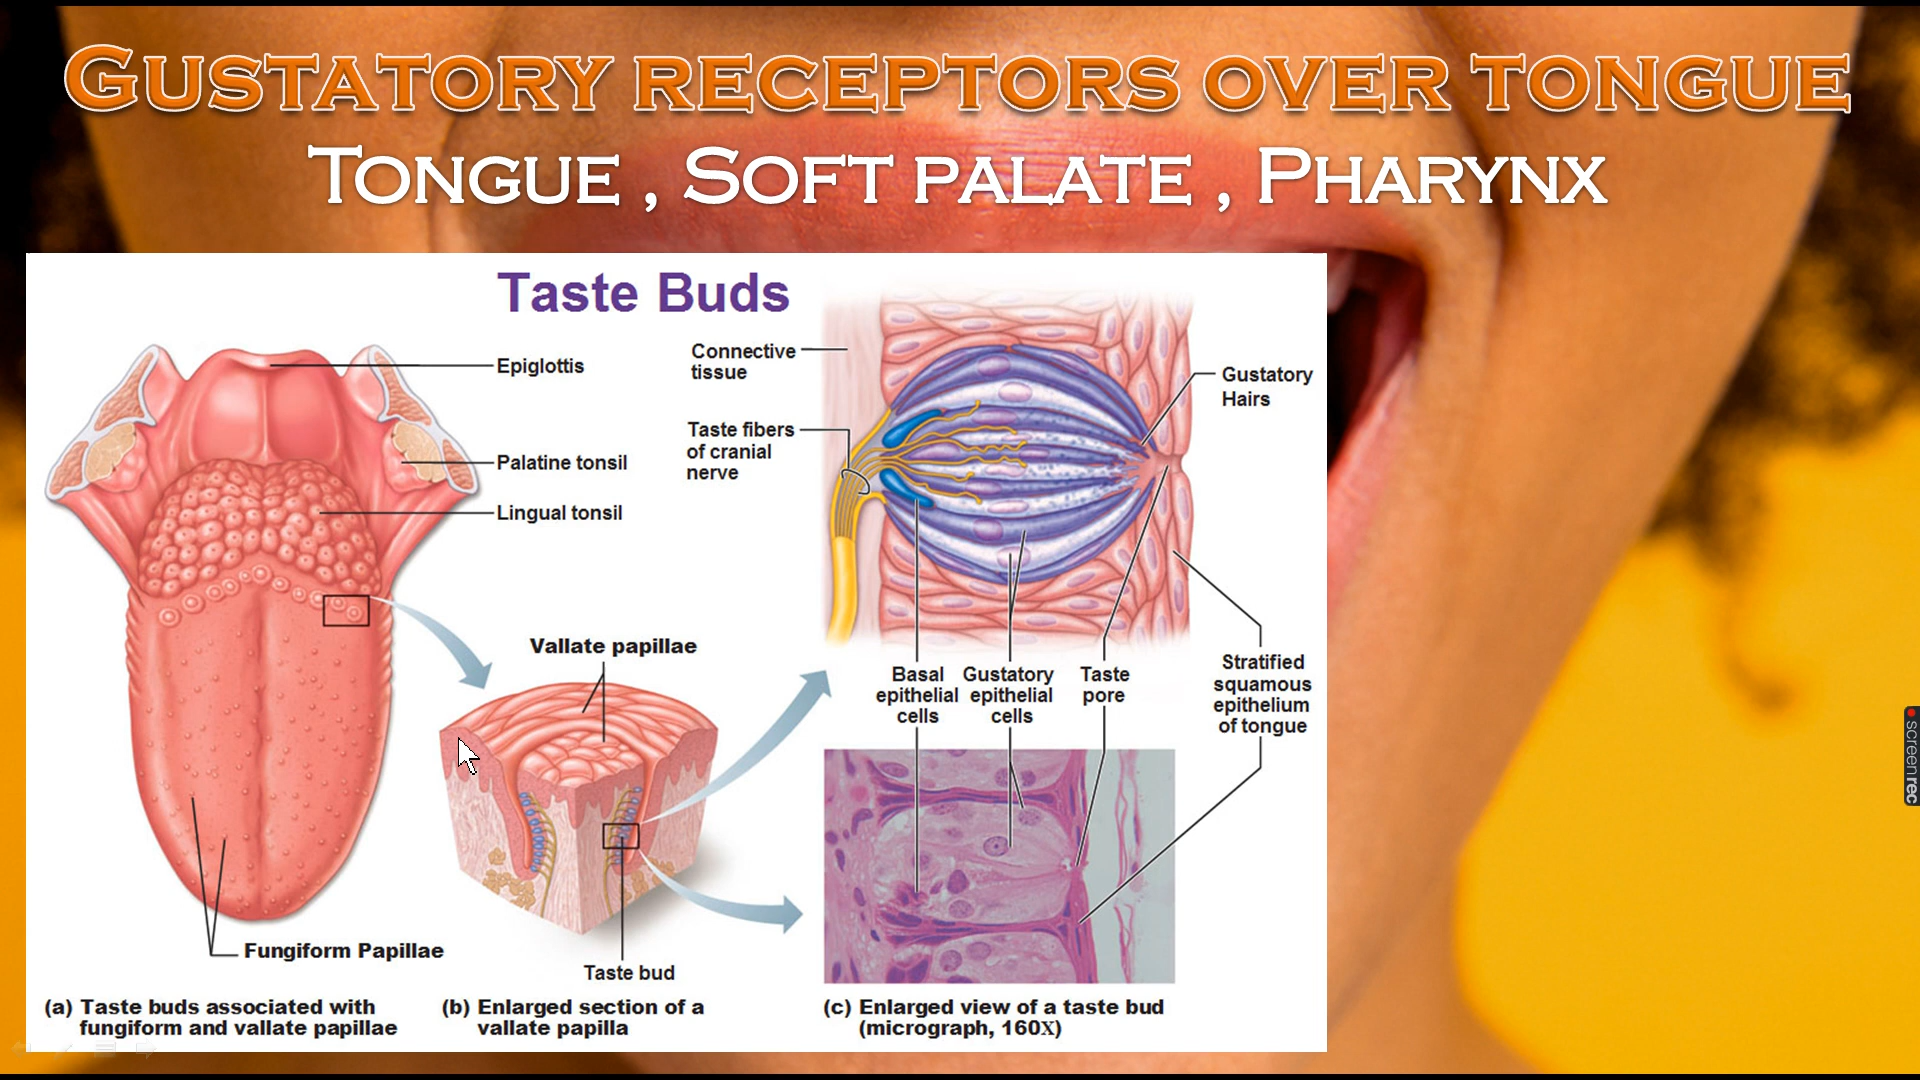 GUSTATORY RECEPTORS OVER TONGUE
TONGUE , SOFT PALATE , PHARYNX
Taste Buds
Epiglottis
Palatine tonsil
Lingual tonsil
Connective
tissue
Taste fibers
of cranial
nerve
Gustatory
Hairs
Vallate papillae
Basal
epithelial
cells
Gustatory
epithelial
cells
Taste
pore
Stratified
squamous
epithelium
of tongue
Fungiform Papillae
Taste bud
(a) Taste buds associated with
fungiform and vallate papillae
(b) Enlarged section of a
vallate papilla
(c) Enlarged view of a taste bud
(micrograph, 160X)
screenrec